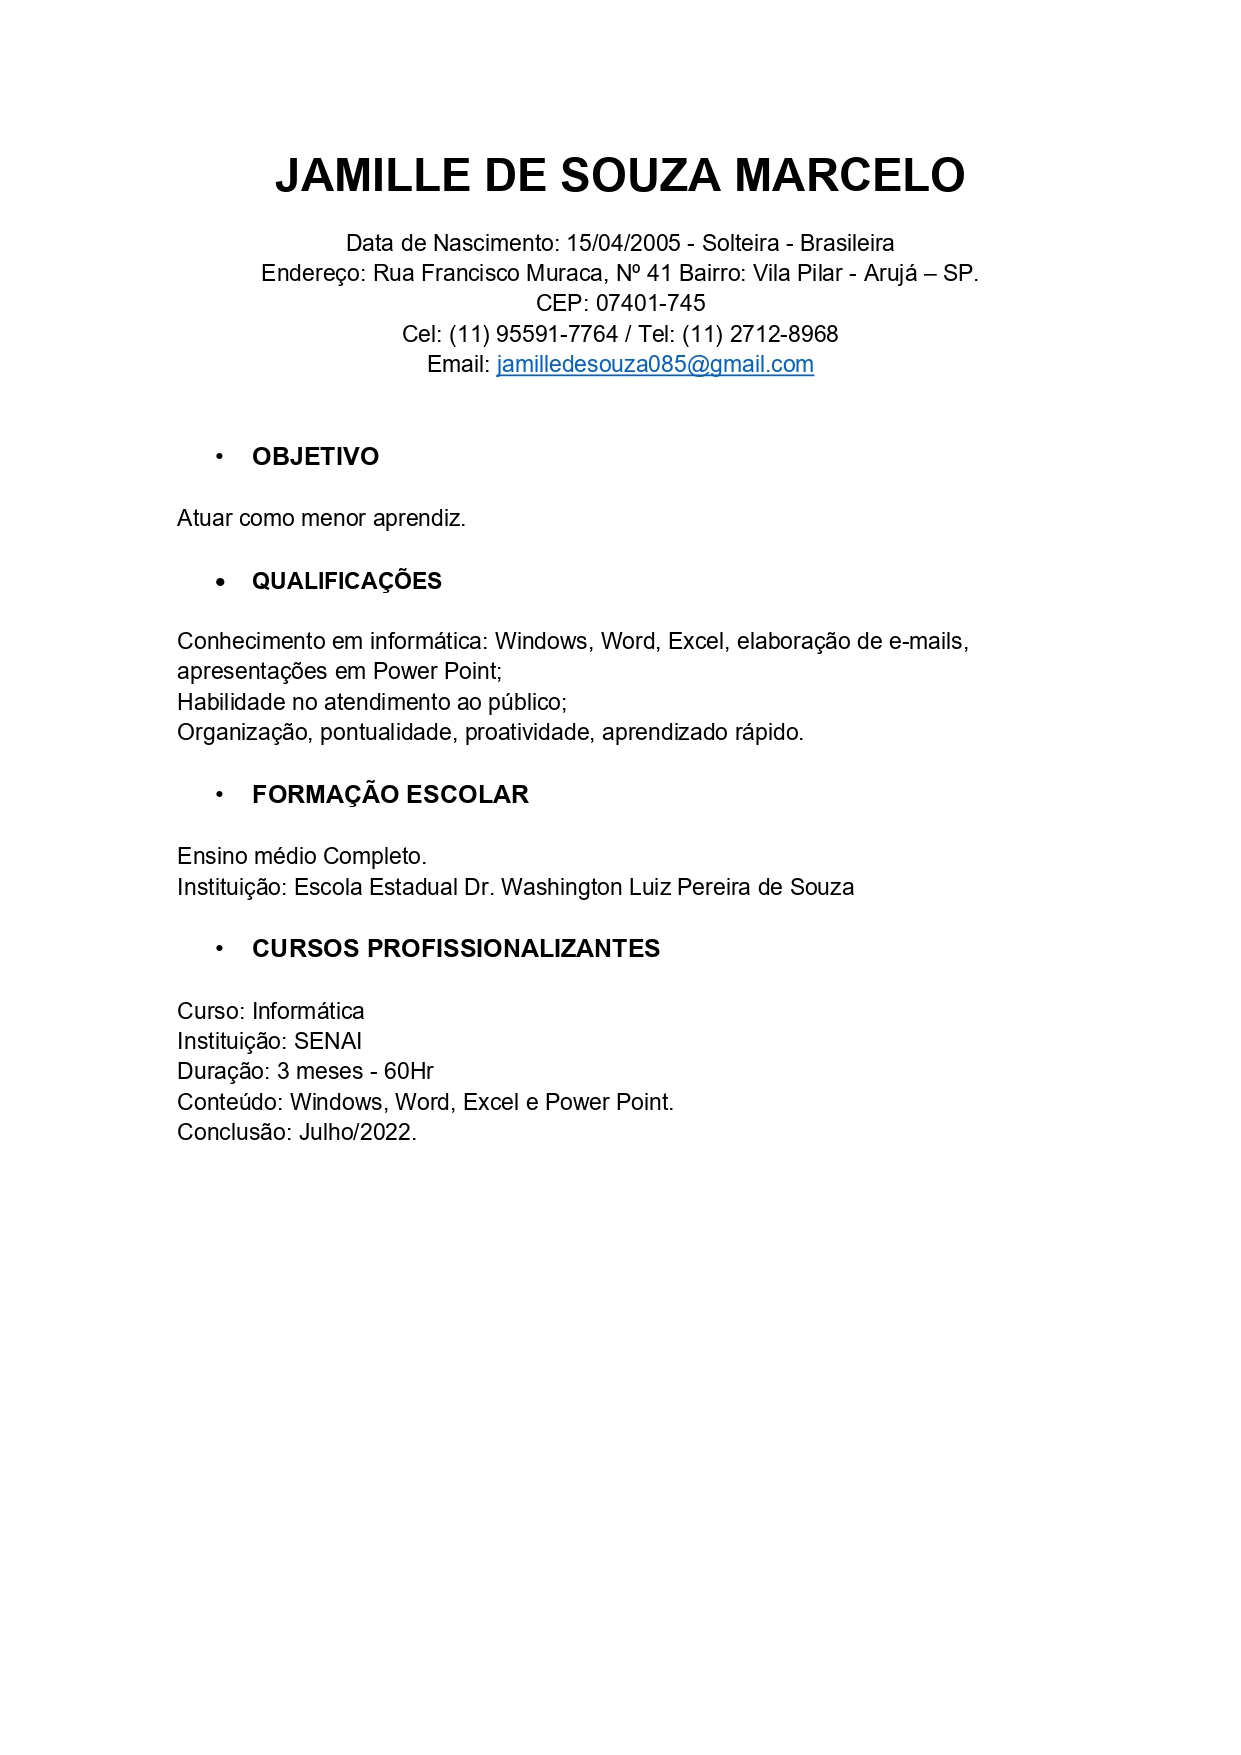 JAMILLE DE SOUZA MARCELO
Data de Nascimento: 15/04/2005 - Solteira - Brasileira
Endereço: Rua Francisco Muraca, Nº 41 Bairro: Vila Pilar - Arujá – SP.
CEP: 07401-745
Cel: (11) 95591-7764 / Tel: (11) 2712-8968
Email: jamilledesouza085@gmail.com
• OBJETIVO
Atuar como menor aprendiz.
• QUALIFICAÇÕES
Conhecimento em informática: Windows, Word, Excel, elaboração de e-mails,
apresentações em Power Point;
Habilidade no atendimento ao público;
Organização, pontualidade, proatividade, aprendizado rápido.
• FORMAÇÃO ESCOLAR
Ensino médio Completo.
Instituição: Escola Estadual Dr. Washington Luiz Pereira de Souza
• CURSOS PROFISSIONALIZANTES
Curso: Informática
Instituição: SENAI
Duração: 3 meses - 60Hr
Conteúdo: Windows, Word, Excel e Power Point.
Conclusão: Julho/2022.